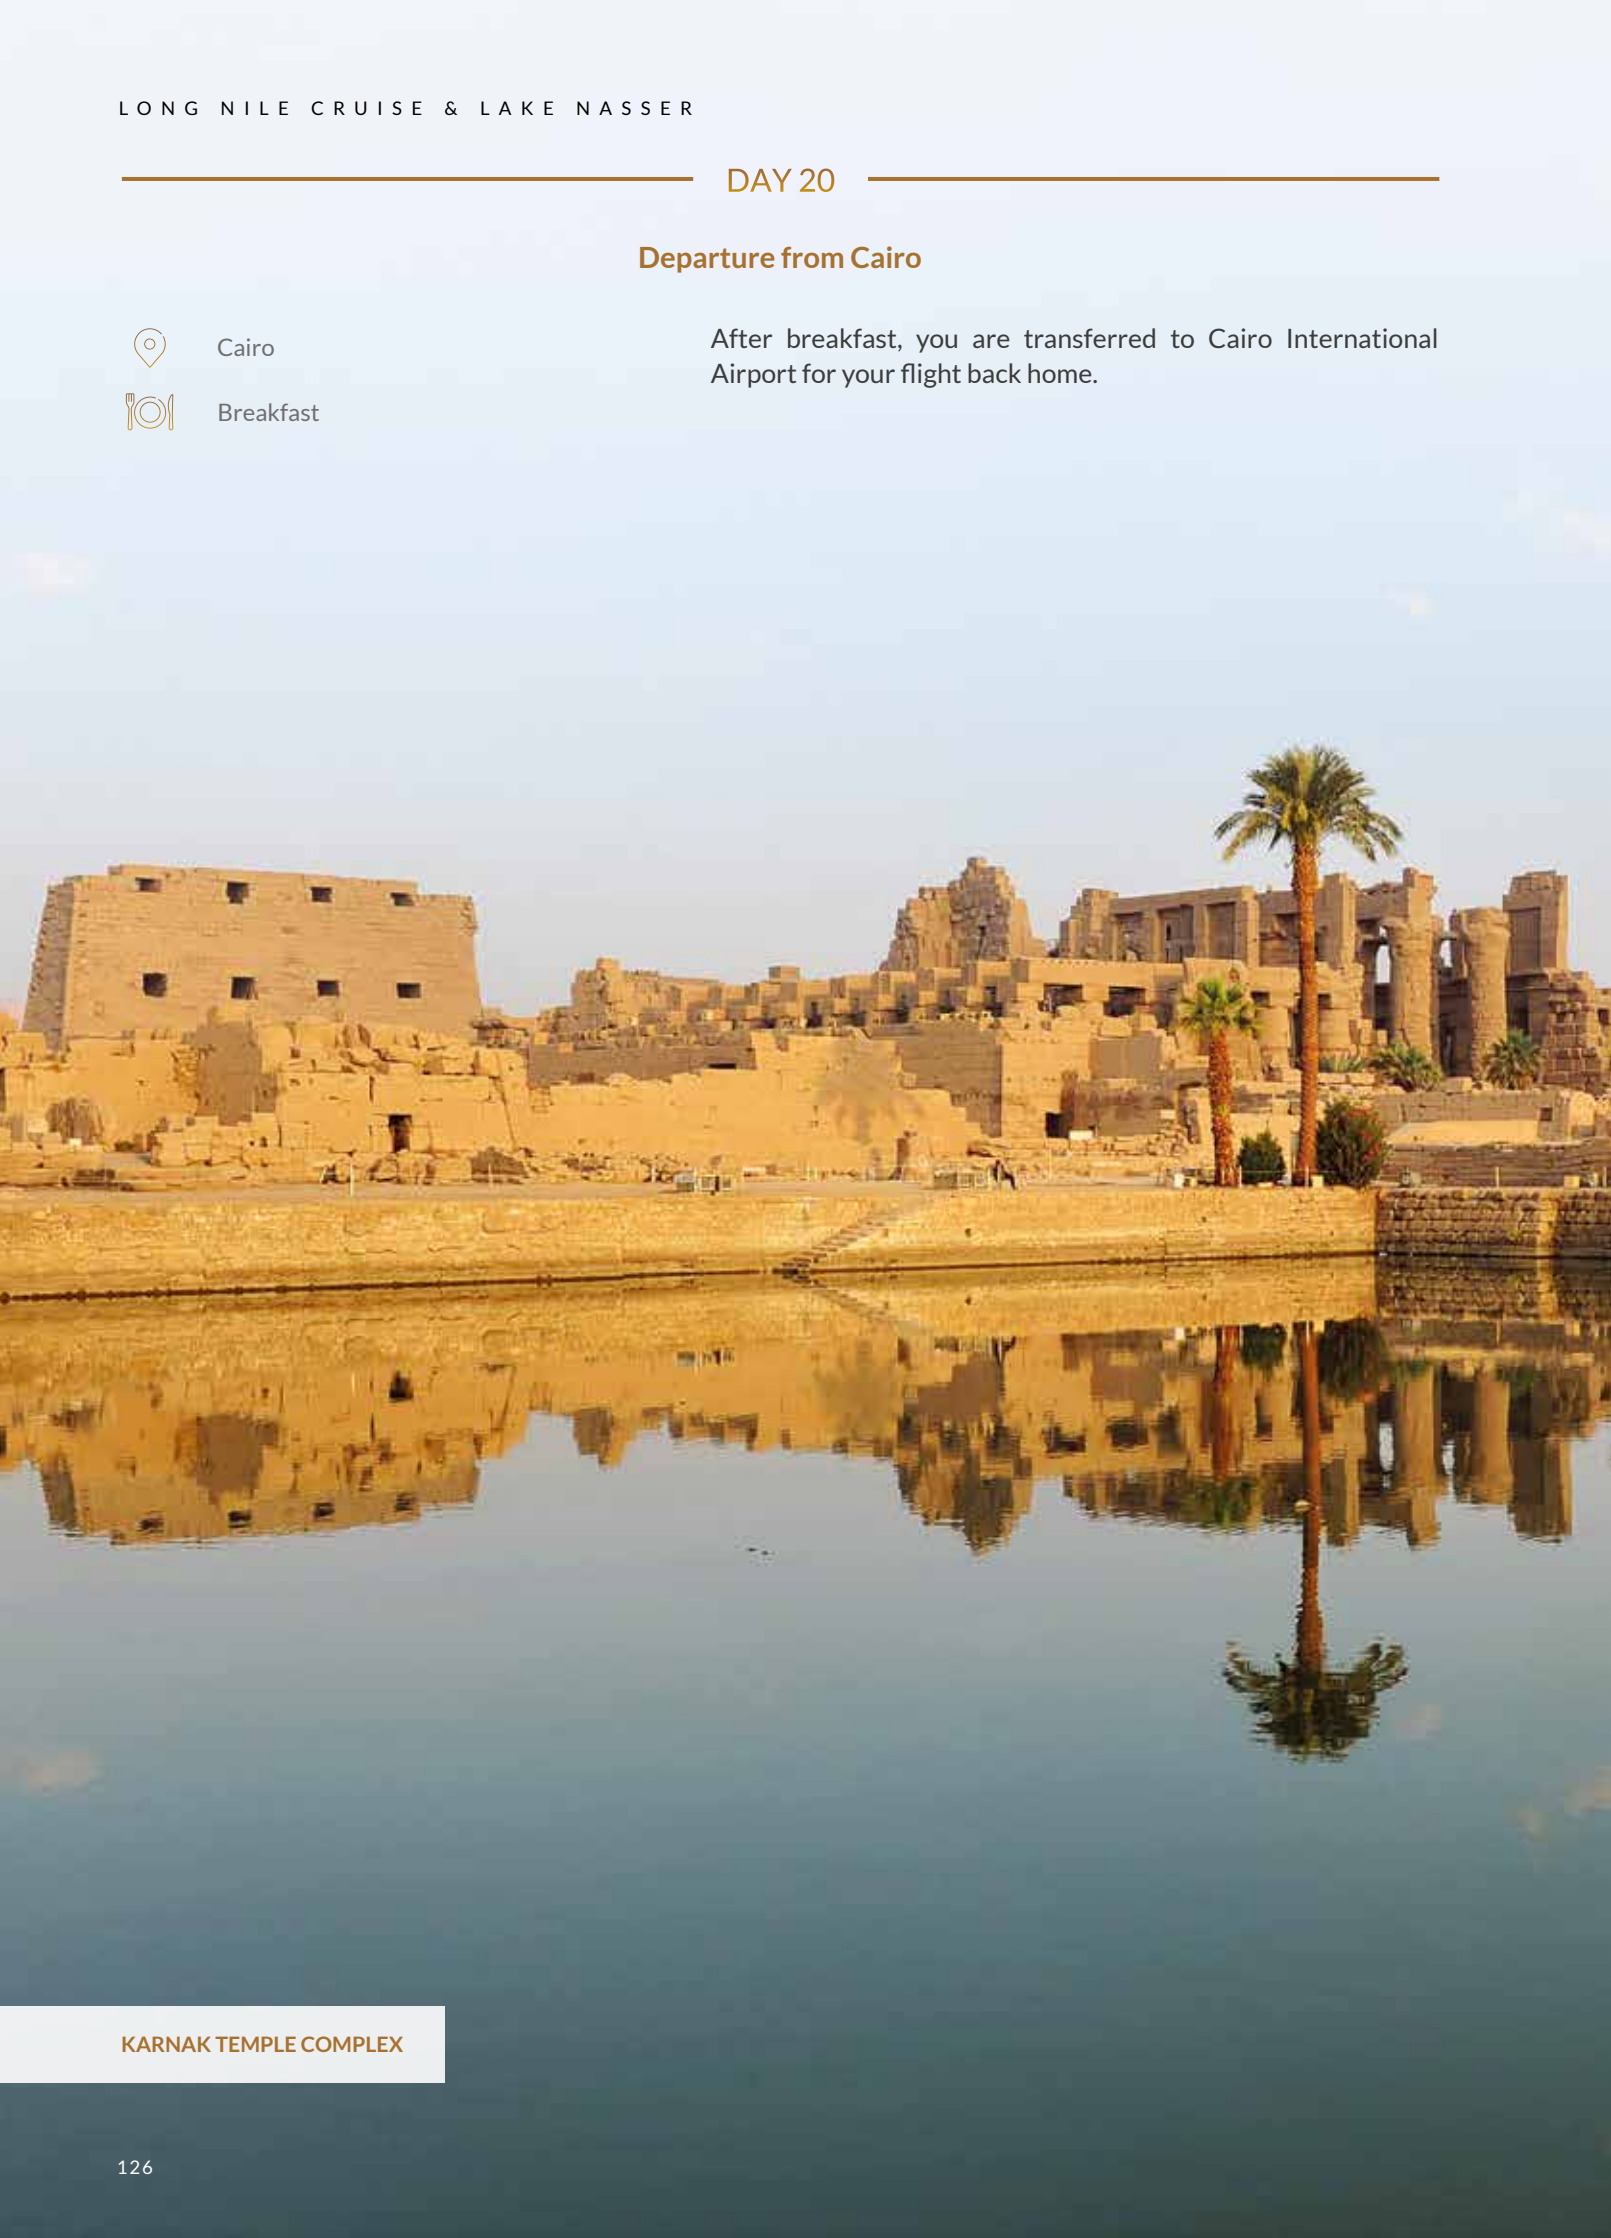 LONG NILE CRUISE & LAKE NASSER
DAY 20
Departure from Cairo
Cairo
Breakfast
After breakfast, you are transferred to Cairo International
Airport for your flight back home.
KARNAK TEMPLE COMPLEX
126